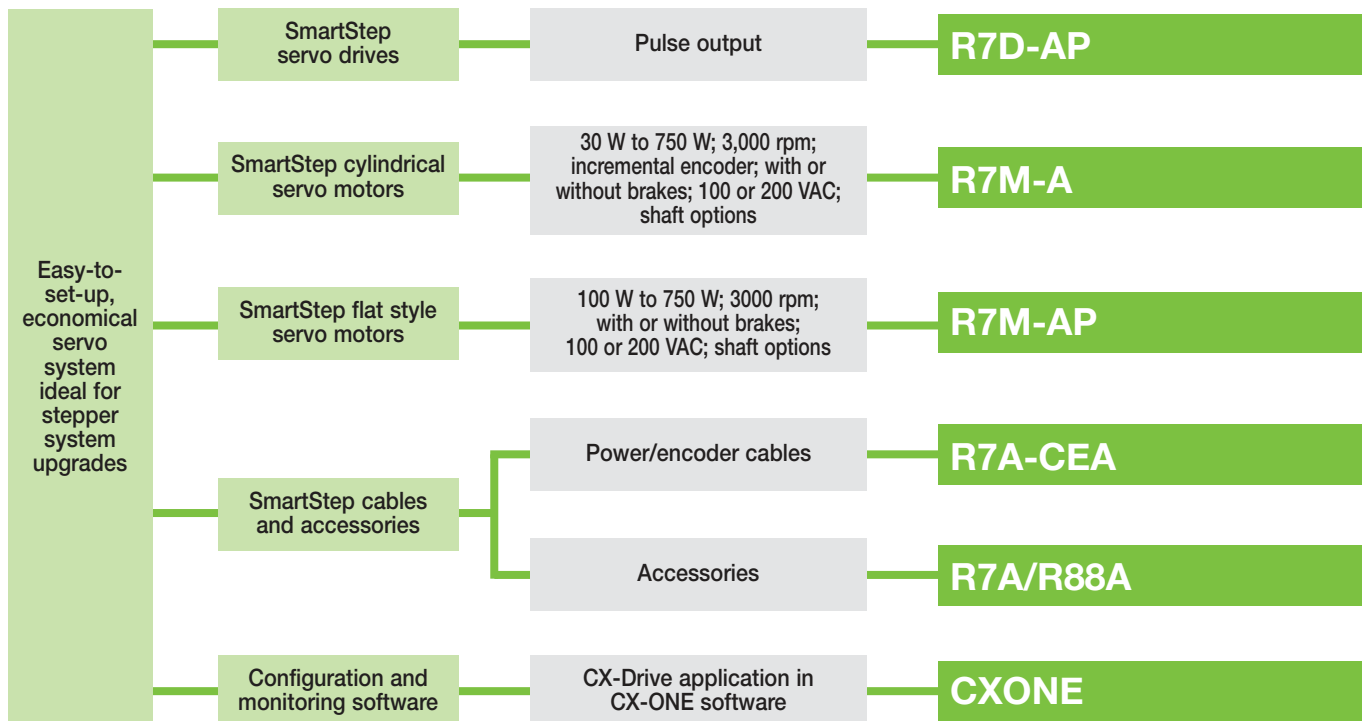 Easy-to-
set-up,
economical
servo
system
ideal for
stepper
system
upgrades
SmartStep
servo drives
Pulse output
R7D-AP
SmartStep cylindrical
servo motors
30 W to 750 W; 3,000 rpm;
incremental encoder; with or
without brakes; 100 or 200 VAC;
shaft options
R7M-A
SmartStep flat style
servo motors
100 W to 750 W; 3000 rpm;
with or without brakes;
100 or 200 VAC; shaft options
R7M-AP
SmartStep cables
and accessories
Power/encoder cables
R7A-CEA
Accessories
R7A/R88A
Configuration and
monitoring software
CX-Drive application in
CX-ONE software
CXONE